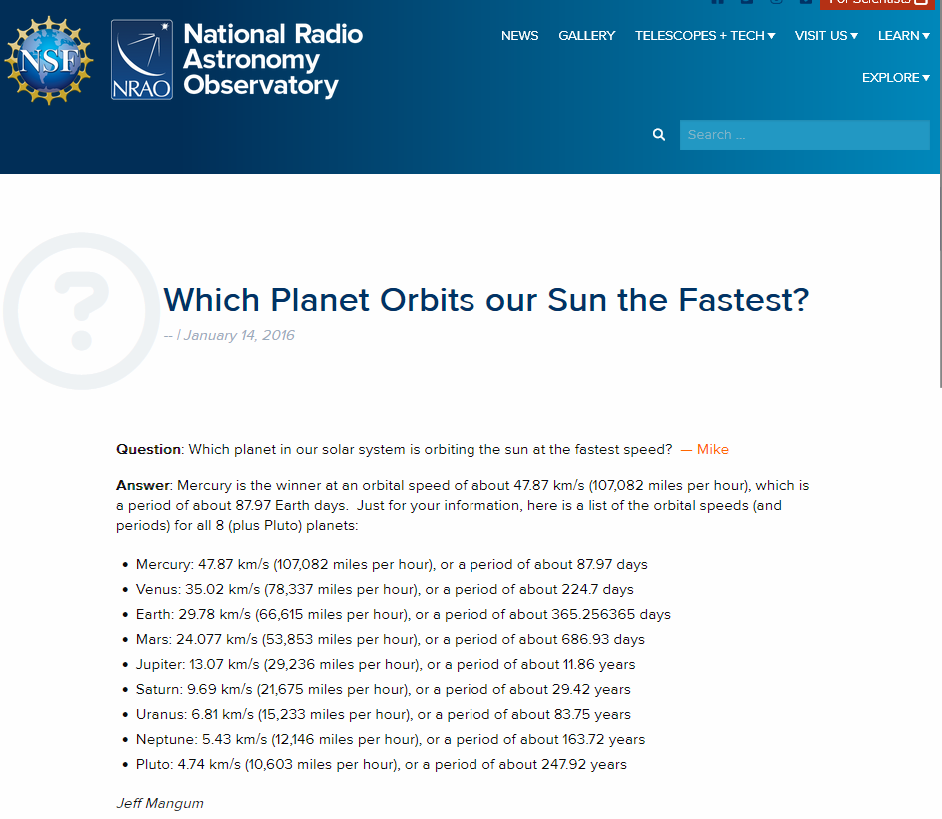 For Scientists
NSF
NRAO
National Radio
Astronomy
Observatory
NEWS GALLERY TELESCOPES + TECH▾ VISIT US▾ LEARN▾
EXPLORE▾
Search ...
?
Which Planet Orbits our Sun the Fastest?
-- | January 14, 2016
Question: Which planet in our solar system is orbiting the sun at the fastest speed?  — Mike
Answer: Mercury is the winner at an orbital speed of about 47.87 km/s (107,082 miles per hour), which is
a period of about 87.97 Earth days.  Just for your information, here is a list of the orbital speeds (and
periods) for all 8 (plus Pluto) planets:
• Mercury: 47.87 km/s (107,082 miles per hour), or a period of about 87.97 days
• Venus: 35.02 km/s (78,337 miles per hour), or a period of about 224.7 days
• Earth: 29.78 km/s (66,615 miles per hour), or a period of about 365.256365 days
• Mars: 24.077 km/s (53,853 miles per hour), or a period of about 686.93 days
• Jupiter: 13.07 km/s (29,236 miles per hour), or a period of about 11.86 years
• Saturn: 9.69 km/s (21,675 miles per hour), or a period of about 29.42 years
• Uranus: 6.81 km/s (15,233 miles per hour), or a period of about 83.75 years
• Neptune: 5.43 km/s (12,146 miles per hour), or a period of about 163.72 years
• Pluto: 4.74 km/s (10,603 miles per hour), or a period of about 247.92 years
Jeff Mangum